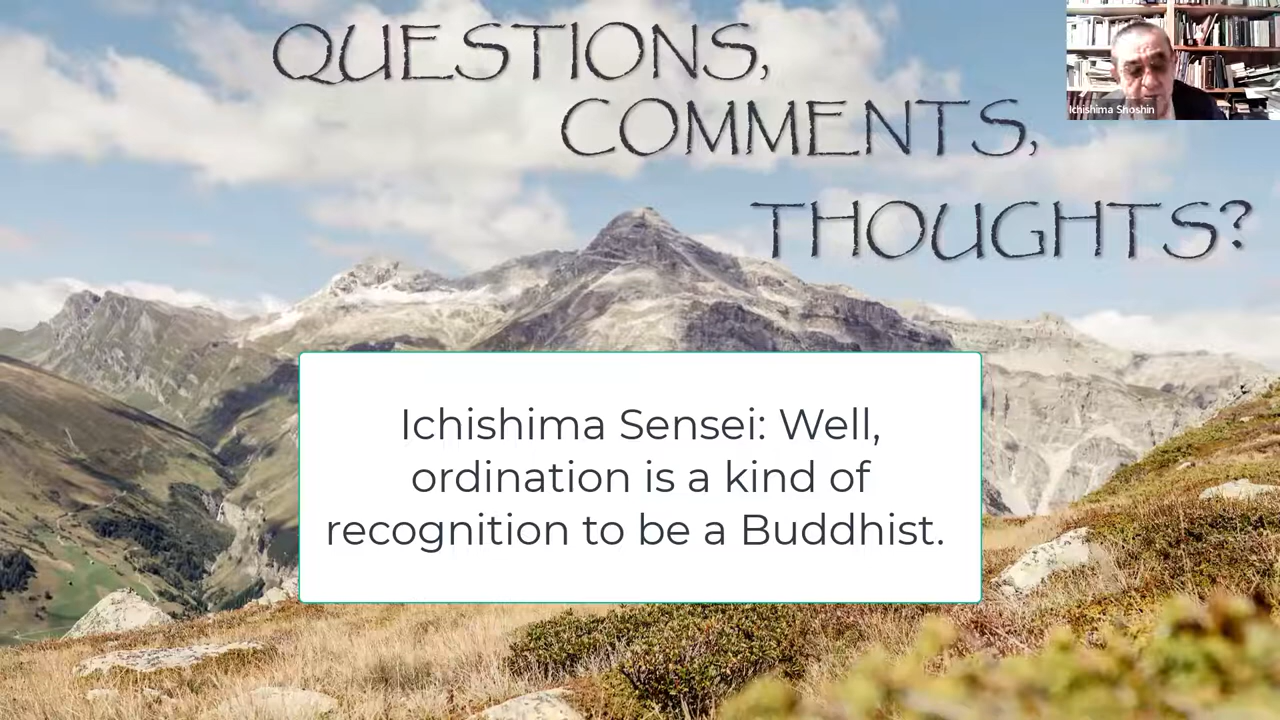 QUESTIONS,
COMMENTS,
THOUGHTS?
Ichishima Shoshin
Ichishima Sensei: Well,
ordination is a kind of
recognition to be a Buddhist.